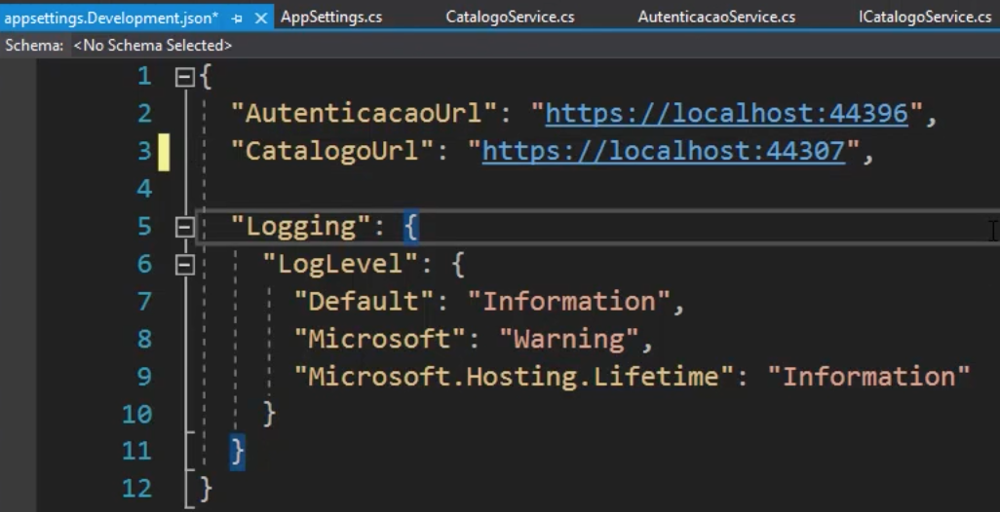 appsettings.Development.json* AppSettings.cs CatalogoService.cs AutenticacaoService.cs ICatalogoService.cs
Schema: <No Schema Selected>
1 {
2 "AutenticacaoUrl": "https://localhost:44396",
3 "CatalogoUrl": "https://localhost:44307",
4
5 "Logging": {
6 "LogLevel": {
7 "Default": "Information",
8 "Microsoft": "Warning",
9 "Microsoft.Hosting.Lifetime": "Information"
10 }
11 }
12 }